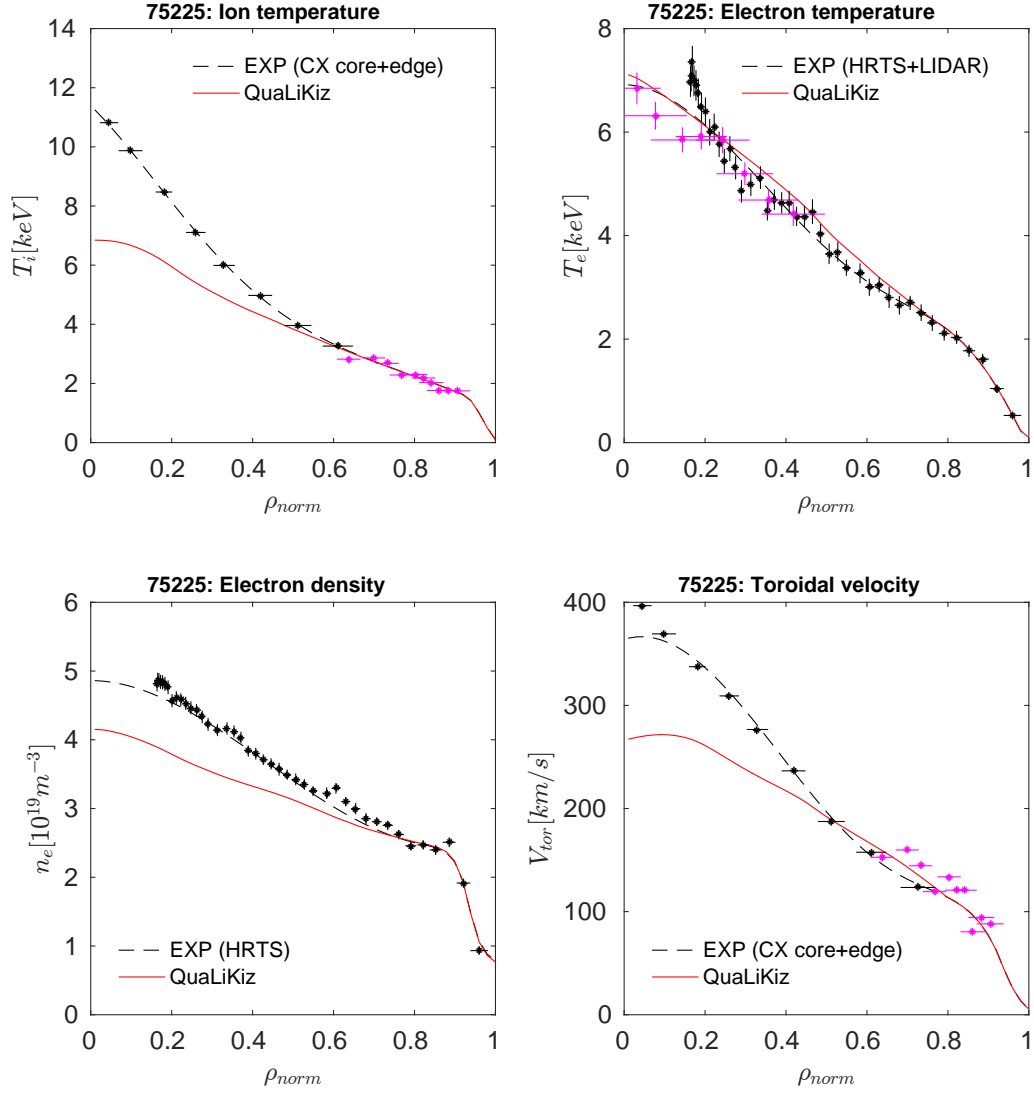 75225: Ion temperature
14
12
10
8
6
4
2
0
T_i[keV]
EXP (CX core+edge)
QuaLiKiz
0 0.2 0.4 0.6 0.8 1
ρ_norm
75225: Electron temperature
8
6
4
2
0
T_e[keV]
EXP (HRTS+LIDAR)
QuaLiKiz
0 0.2 0.4 0.6 0.8 1
ρ_norm
75225: Electron density
6
5
4
3
2
1
0
n_e[10^19 m^−3]
EXP (HRTS)
QuaLiKiz
0 0.2 0.4 0.6 0.8 1
ρ_norm
75225: Toroidal velocity
400
300
200
100
0
V_tor[km/s]
EXP (CX core+edge)
QuaLiKiz
0 0.2 0.4 0.6 0.8 1
ρ_norm